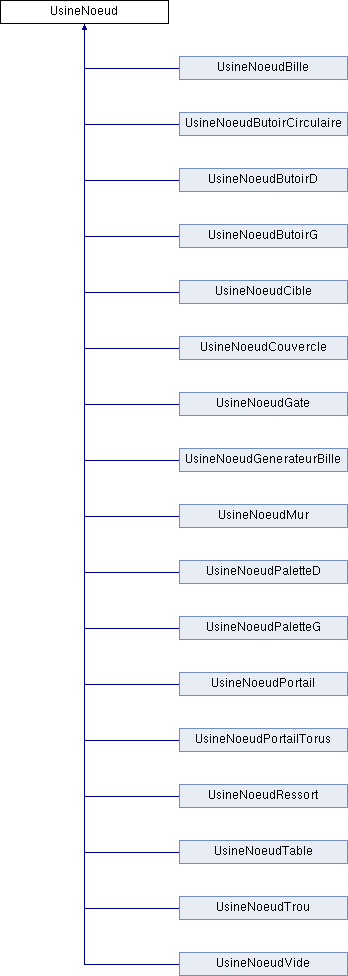 UsineNoeud
UsineNoeudBille
UsineNoeudButoirCirculaire
UsineNoeudButoirD
UsineNoeudButoirG
UsineNoeudCible
UsineNoeudCouvercle
UsineNoeudGate
UsineNoeudGenerateurBille
UsineNoeudMur
UsineNoeudPaletteD
UsineNoeudPaletteG
UsineNoeudPortail
UsineNoeudPortailTorus
UsineNoeudRessort
UsineNoeudTable
UsineNoeudTrou
UsineNoeudVide